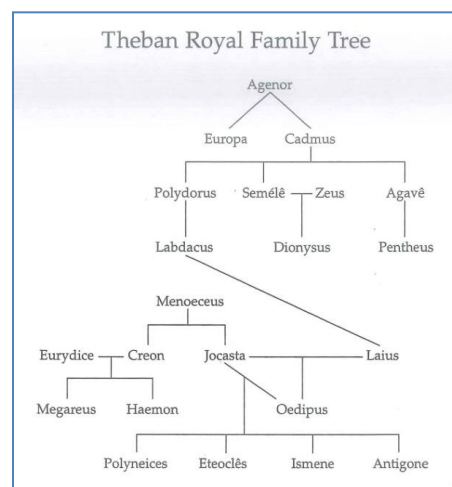 Theban Royal Family Tree
Agenor
Europa Cadmus
Polydorus Semélê Zeus Agavê
Labdacus Dionysus Pentheus
Menoeceus
Eurydice Creon Jocasta Laius
Megareus Haemon Oedipus
Polyneices Eteoclês Ismene Antigone